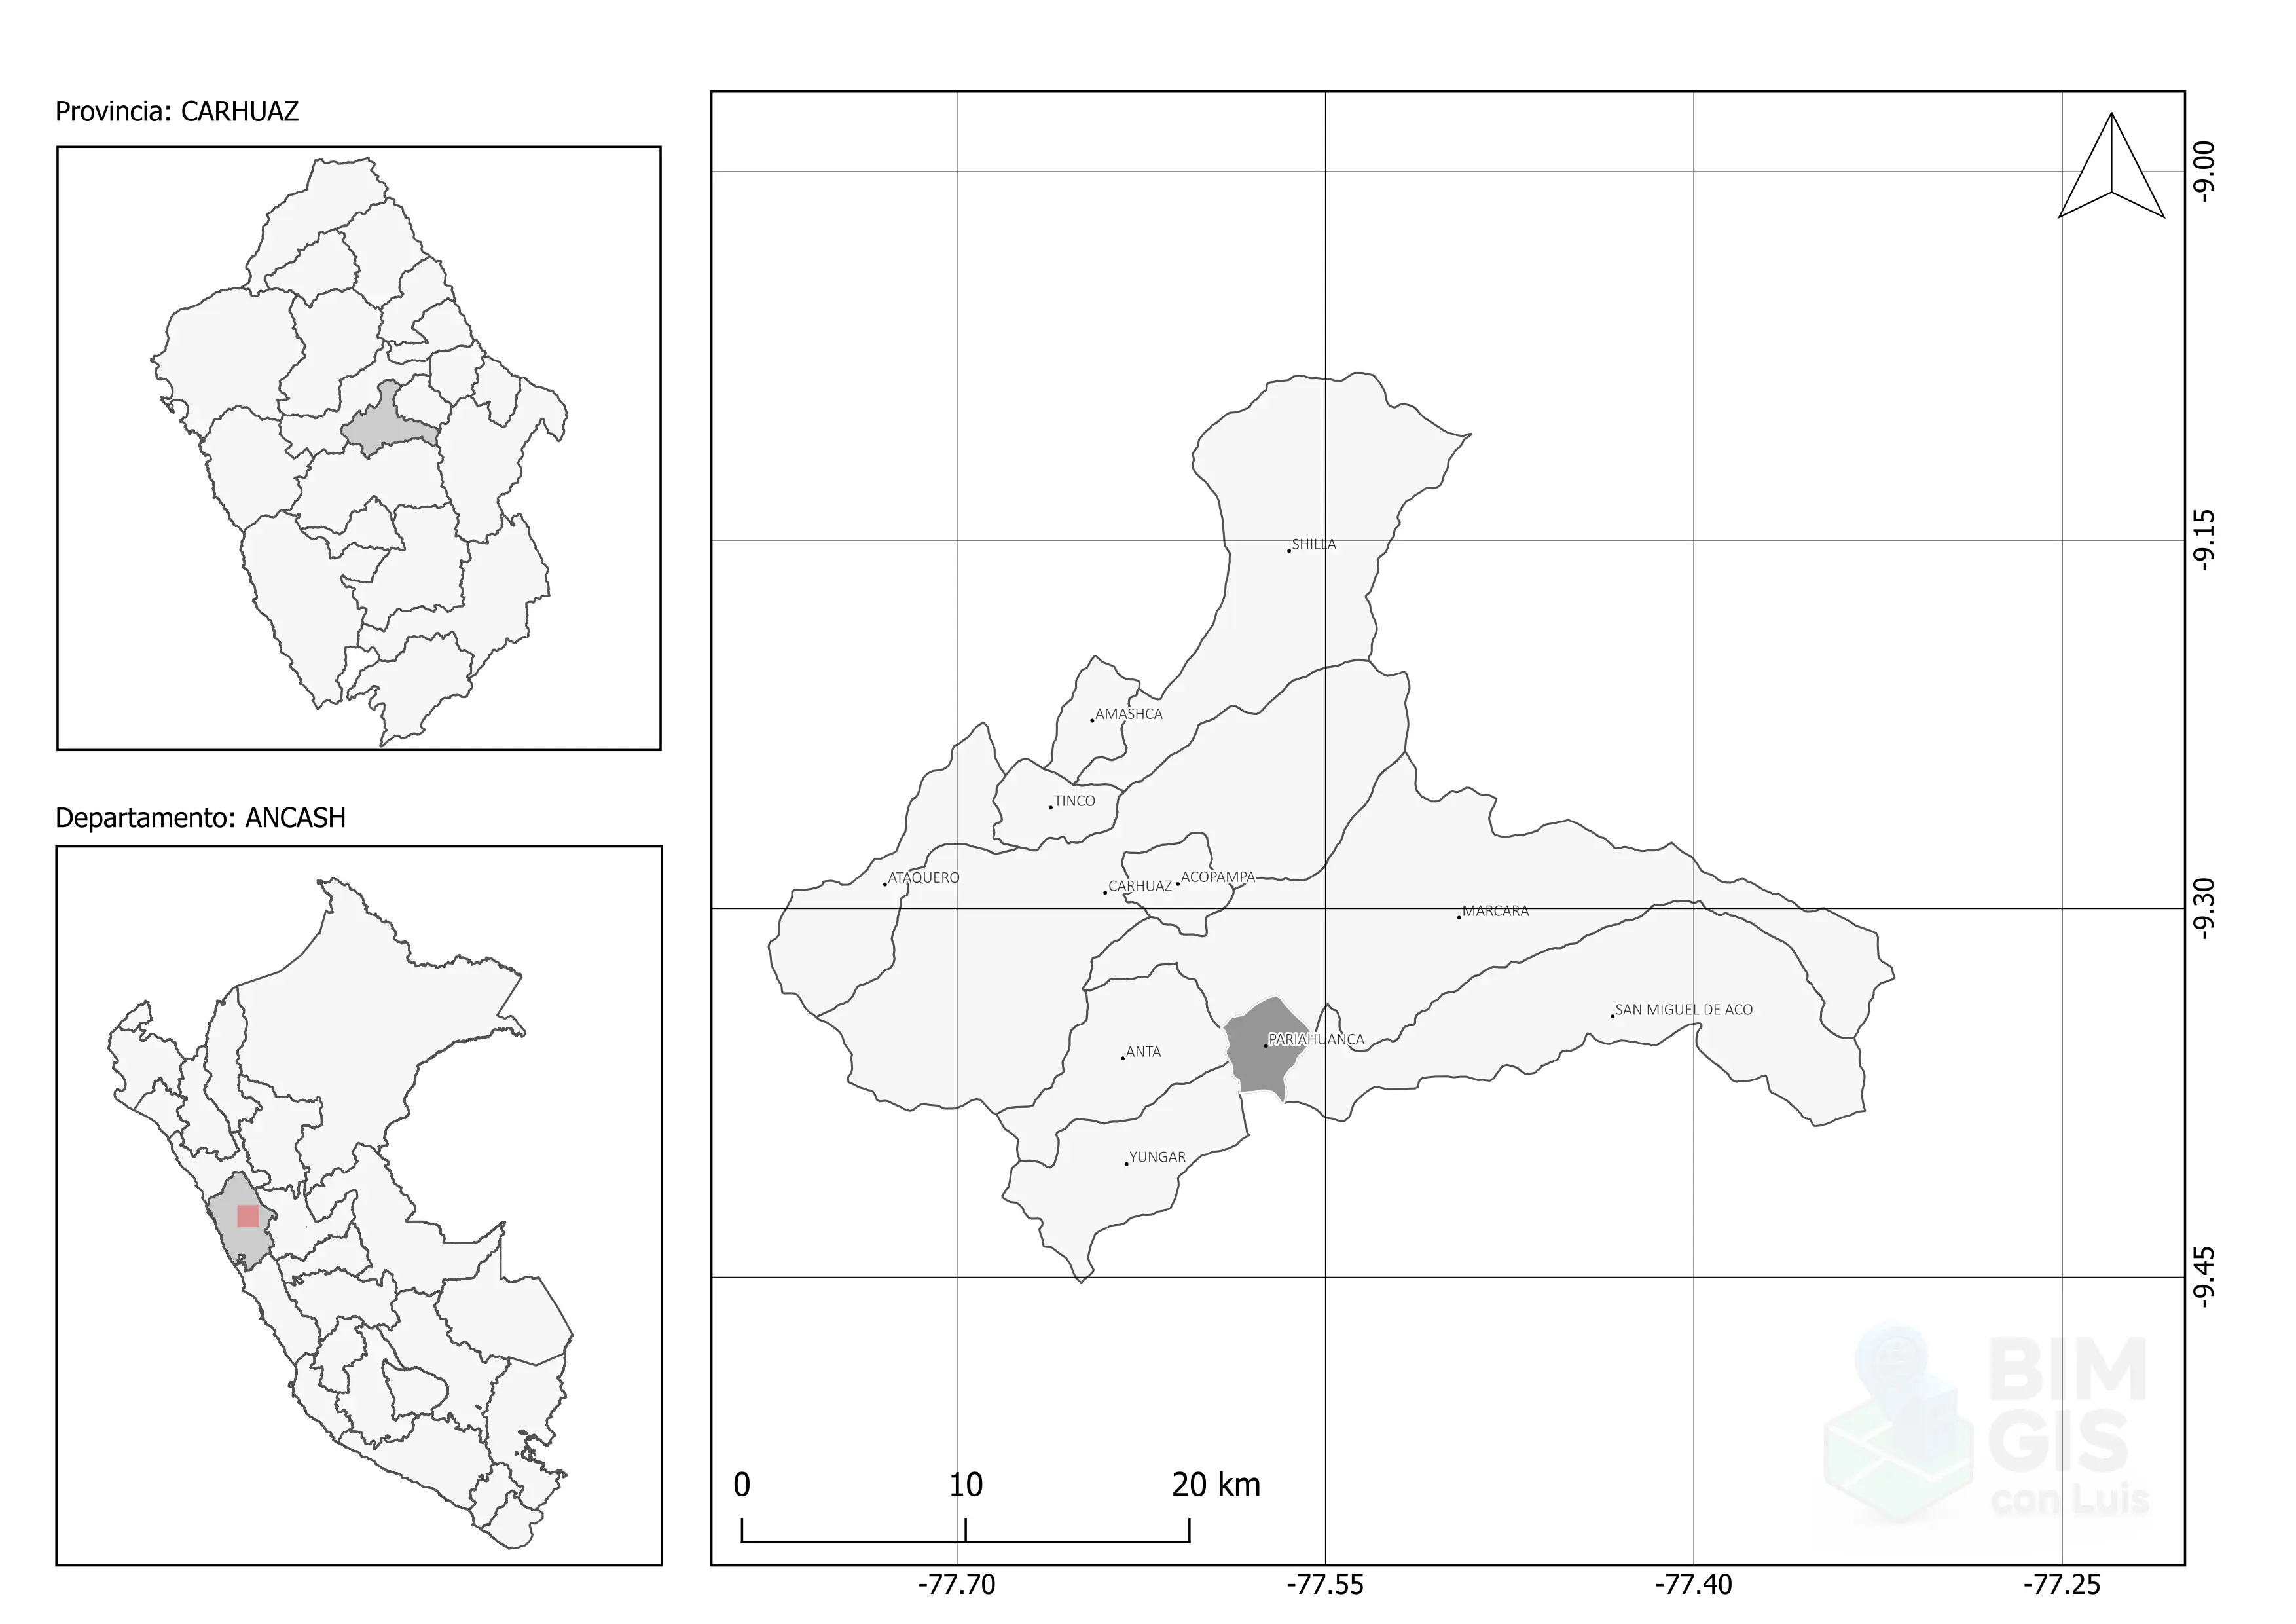 Provincia: CARHUAZ
Departamento: ANCASH
-9.00
SHILLA
-9.15
AMASHCA
TINCO
ATAQUERO
CARHUAZ
ACOPAMPA
MARCARA
-9.30
SAN MIGUEL DE ACO
PARIAHUANCA
ANTA
YUNGAR
-9.45
BIM
GIS
con Luis
0 10 20 km
-77.70 -77.55 -77.40 -77.25